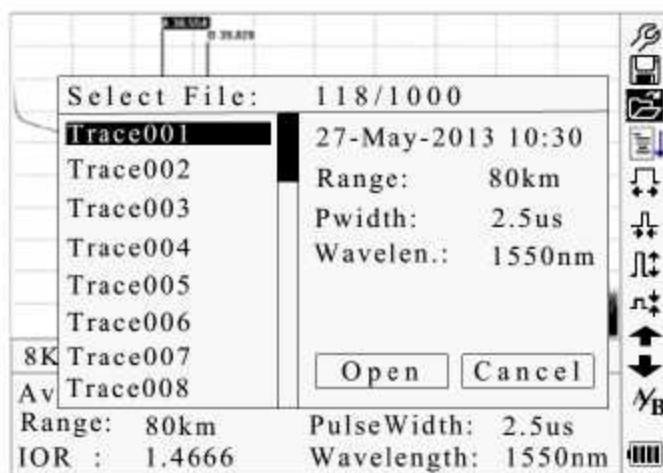 Select File: 118/1000
Trace001
Trace002
Trace003
Trace004
Trace005
Trace006
Trace007
Trace008
27-May-2013 10:30
Range: 80km
Pwidth: 2.5us
Wavelen.: 1550nm
Open Cancel
8K
Av
Range: 80km PulseWidth: 2.5us
IOR : 1.4666 Wavelength: 1550nm
A/B